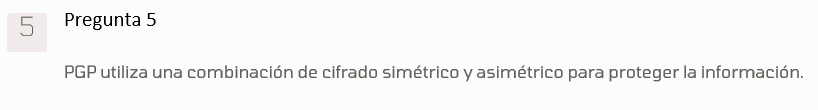 5
Pregunta 5
PGP utiliza una combinación de cifrado simétrico y asimétrico para proteger la información.